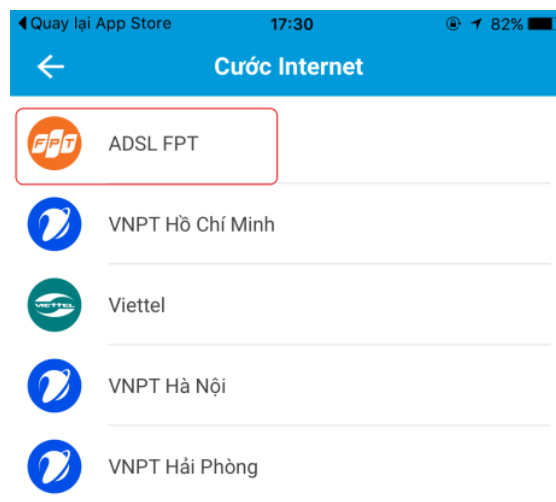 Quay lại App Store 17:30 82%
Cước Internet
FPT ADSL FPT
VNPT Hồ Chí Minh
VIETTEL Viettel
VNPT Hà Nội
VNPT Hải Phòng